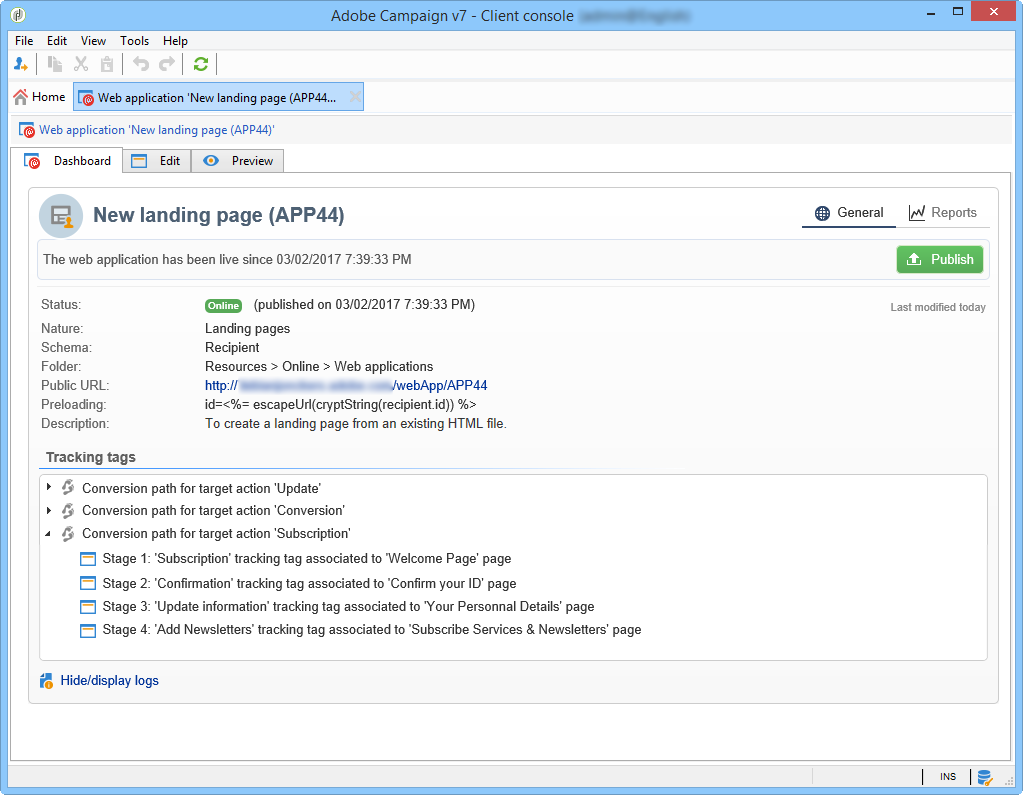 Adobe Campaign v7 - Client console
File Edit View Tools Help
Home Web application 'New landing page (APP44...
Web application 'New landing page (APP44)'
Dashboard Edit Preview
New landing page (APP44) General Reports
The web application has been live since 03/02/2017 7:39:33 PM Publish
Status: Online (published on 03/02/2017 7:39:33 PM) Last modified today
Nature: Landing pages
Schema: Recipient
Folder: Resources > Online > Web applications
Public URL: http:// /webApp/APP44
Preloading: id=<%= escapeUrl(cryptString(recipient.id)) %>
Description: To create a landing page from an existing HTML file.
Tracking tags
Conversion path for target action 'Update'
Conversion path for target action 'Conversion'
Conversion path for target action 'Subscription'
Stage 1: 'Subscription' tracking tag associated to 'Welcome Page' page
Stage 2: 'Confirmation' tracking tag associated to 'Confirm your ID' page
Stage 3: 'Update information' tracking tag associated to 'Your Personnal Details' page
Stage 4: 'Add Newsletters' tracking tag associated to 'Subscribe Services & Newsletters' page
Hide/display logs
INS